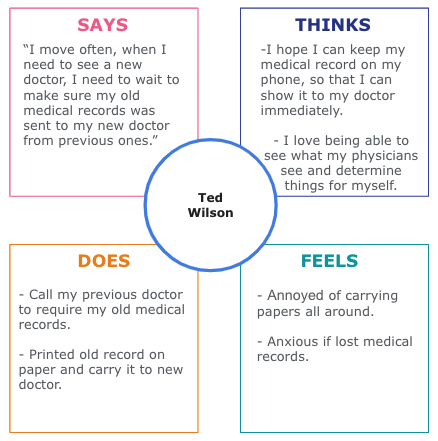 SAYS
“I move often, when I
need to see a new
doctor, I need to wait to
make sure my old
medical records was
sent to my new doctor
from previous ones.”
THINKS
-I hope I can keep my
medical record on my
phone, so that I can
show it to my doctor
immediately.
- I love being able to
see what my physicians
see and determine
things for myself.
Ted
Wilson
DOES
- Call my previous doctor
to require my old medical
records.
- Printed old record on
paper and carry it to new
doctor.
FEELS
- Annoyed of carrying
papers all around.
- Anxious if lost medical
records.